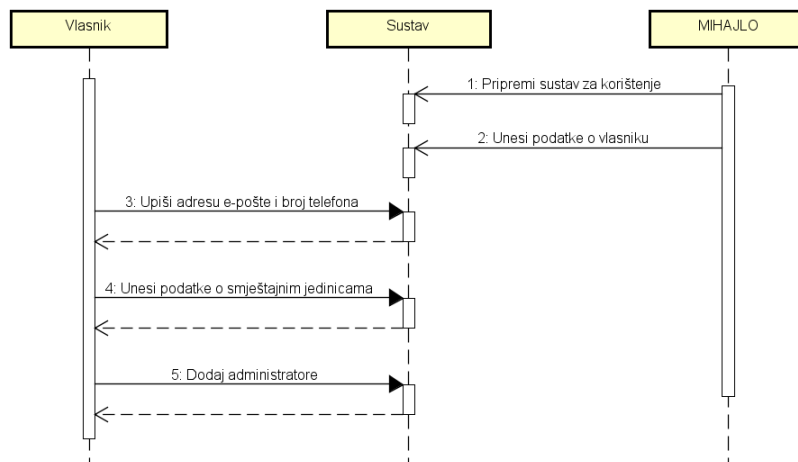 Vlasnik
Sustav
MIHAJLO
1: Pripremi sustav za korištenje
2: Unesi podatke o vlasniku
3: Upiši adresu e-pošte i broj telefona
4: Unesi podatke o smještajnim jedinicama
5: Dodaj administratore